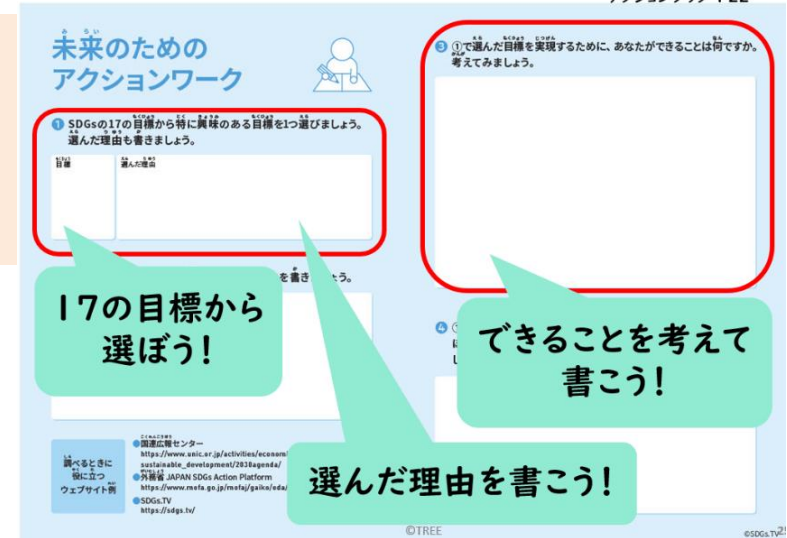 未来のための
アクションワーク
❶ SDGsの17の目標から特に興味のある目標を1つ選びましょう。
選んだ理由も書きましょう。
目標
選んだ理由
を書き
う。
17の目標から
選ぼう!
調べるときに
役に立つ
ウェブサイト例
●国連広報センター
https://www.unic.or.jp/activities/economi
sustainable_development/2030agenda/
●外務省 JAPAN SDGs Action Platform
https://www.mofa.go.jp/mofaj/gaiko/oda/
●SDGs.TV
https://sdgs.tv/
❸ ①で選んだ目標を実現するために、あなたができることは何ですか。
考えてみましょう。
❹
できることを考えて
書こう!
選んだ理由を書こう!
©TREE
©SDGs.TV